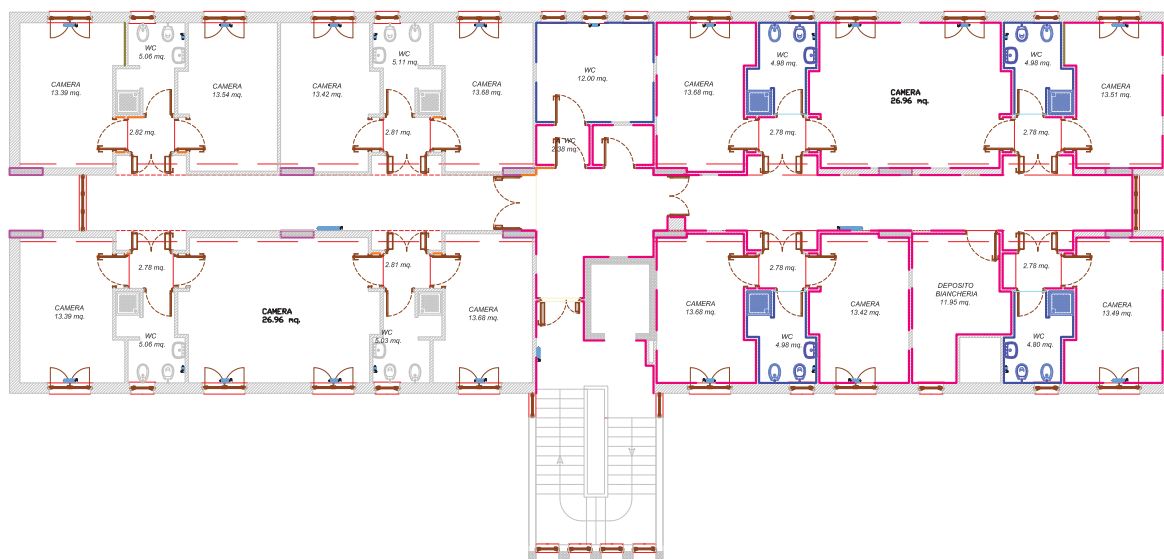 WC
5.06 mq.
WC
5.11 mq.
WC
12.00 mq.
WC
4.98 mq.
WC
4.98 mq.
CAMERA
13.39 mq.
CAMERA
13.54 mq.
CAMERA
13.42 mq.
CAMERA
13.68 mq.
CAMERA
13.68 mq.
CAMERA
26.96 mq.
CAMERA
13.51 mq.
2.82 mq.
2.81 mq.
WC
2.38 mq.
2.78 mq.
2.78 mq.
2.78 mq.
2.81 mq.
2.78 mq.
2.78 mq.
CAMERA
13.39 mq.
CAMERA
26.96 mq.
CAMERA
13.68 mq.
CAMERA
13.68 mq.
CAMERA
13.42 mq.
DEPOSITO
BIANCHERIA
11.95 mq.
CAMERA
13.49 mq.
WC
5.06 mq.
WC
5.03 mq.
WC
4.98 mq.
WC
4.80 mq.
A
V